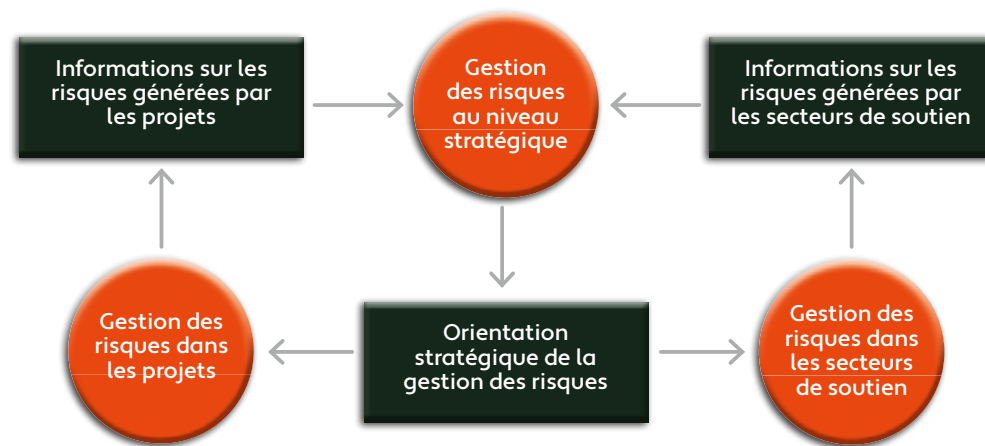 Informations sur les
risques générées par
les projets
Gestion
des risques
au niveau
stratégique
Informations sur les
risques générées par
les secteurs de soutien
Gestion des
risques dans
les projets
Orientation
stratégique de la
gestion des risques
Gestion des
risques dans
les secteurs
de soutien